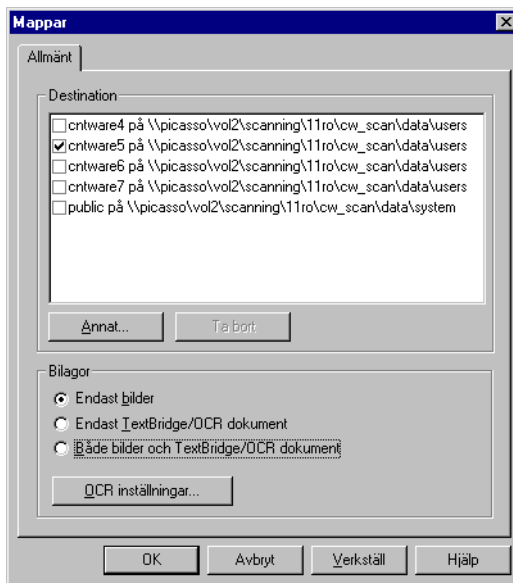 Mappar
Allmänt
Destination
cntware4 på \\picasso\vol2\scanning\11ro\cw_scan\data\users
cntware5 på \\picasso\vol2\scanning\11ro\cw_scan\data\users
cntware6 på \\picasso\vol2\scanning\11ro\cw_scan\data\users
cntware7 på \\picasso\vol2\scanning\11ro\cw_scan\data\users
public på \\picasso\vol2\scanning\11ro\cw_scan\data\system
Annat... Ta bort
Bilagor
Endast bilder
Endast TextBridge/OCR dokument
Både bilder och TextBridge/OCR dokument
OCR inställningar...
OK Avbryt Verkställ Hjälp